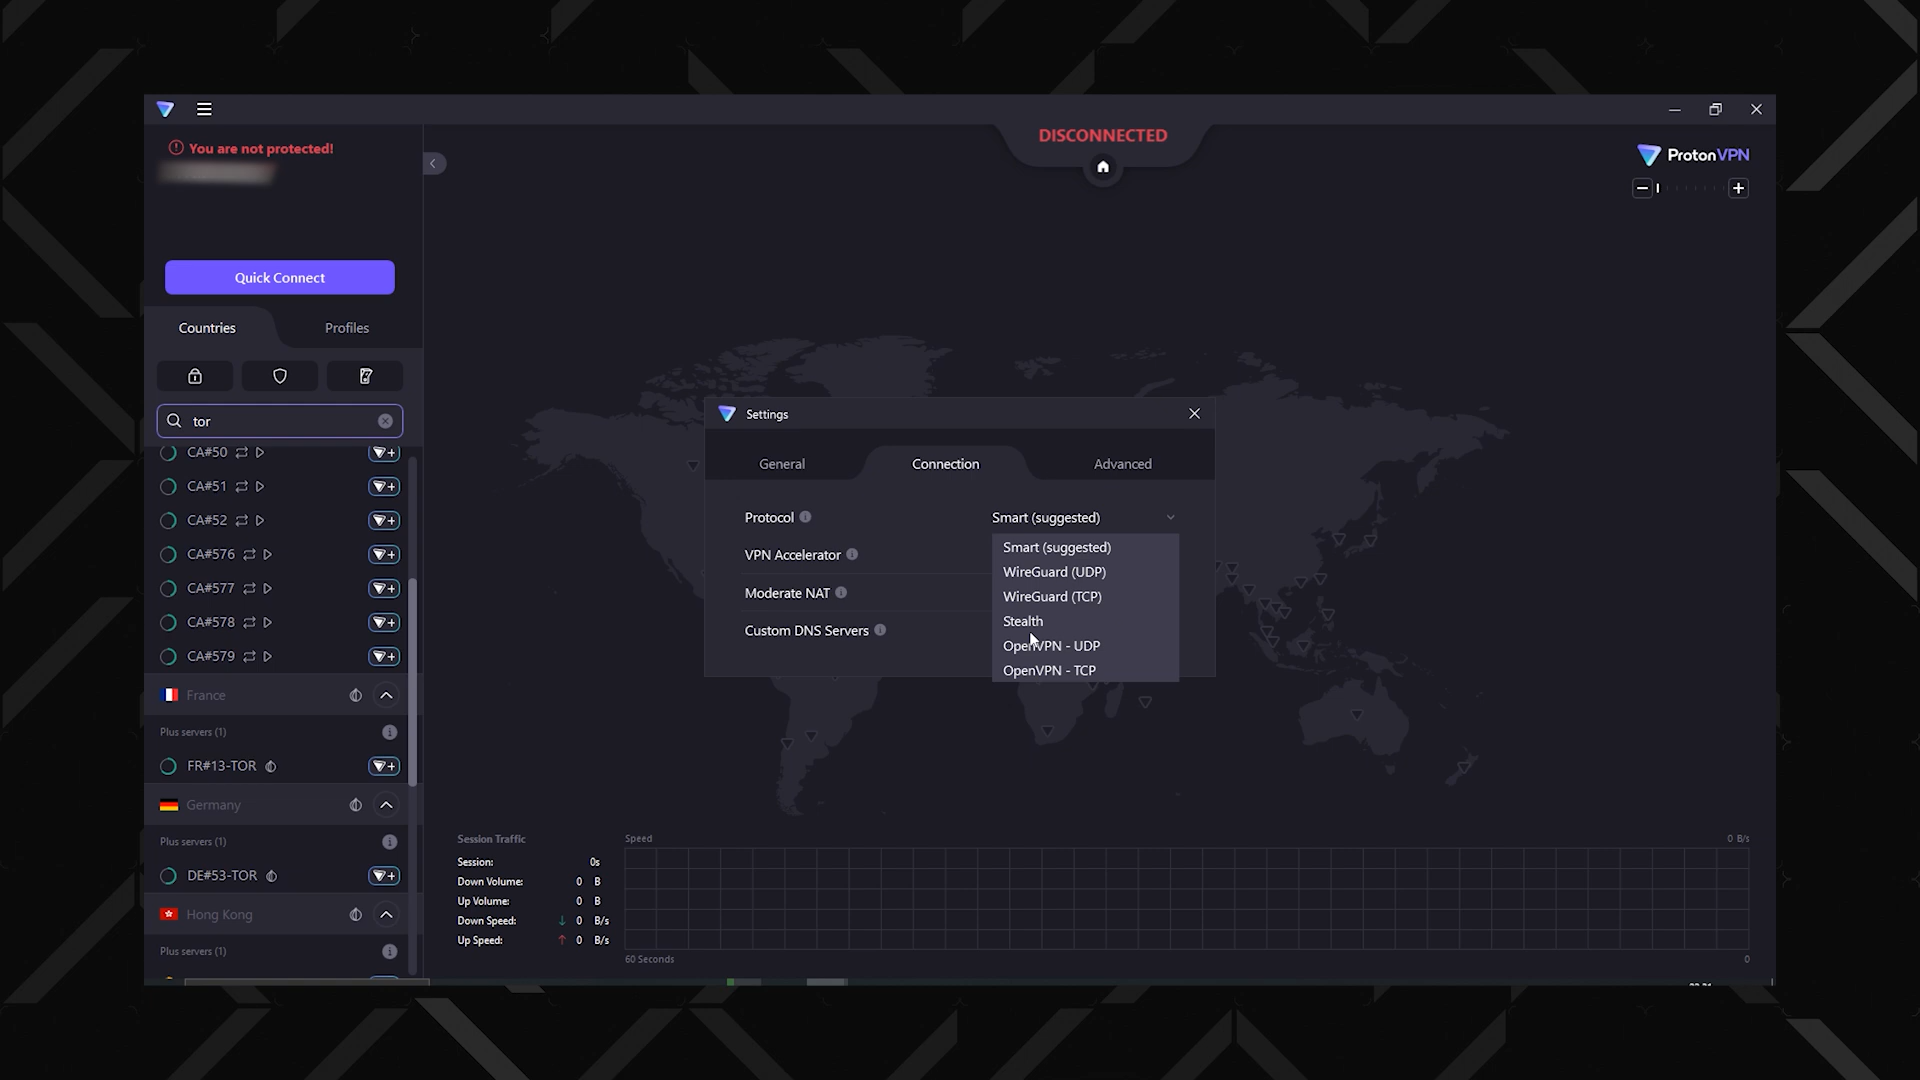 DISCONNECTED
You are not protected!
ProtonVPN
Quick Connect
Countries
Profiles
tor
CA#50
CA#51
CA#52
CA#576
CA#577
CA#578
CA#579
France
Plus servers (1)
FR#13-TOR
Germany
Plus servers (1)
DE#53-TOR
Hong Kong
Plus servers (1)
Settings
General
Connection
Advanced
Protocol
Smart (suggested)
VPN Accelerator
Moderate NAT
Custom DNS Servers
Smart (suggested)
WireGuard (UDP)
WireGuard (TCP)
Stealth
OpenVPN - UDP
OpenVPN - TCP
Session Traffic
Session: 0s
Down Volume: 0 B
Up Volume: 0 B
Down Speed: 0 B/s
Up Speed: 0 B/s
Speed
0 B/s
60 Seconds
0